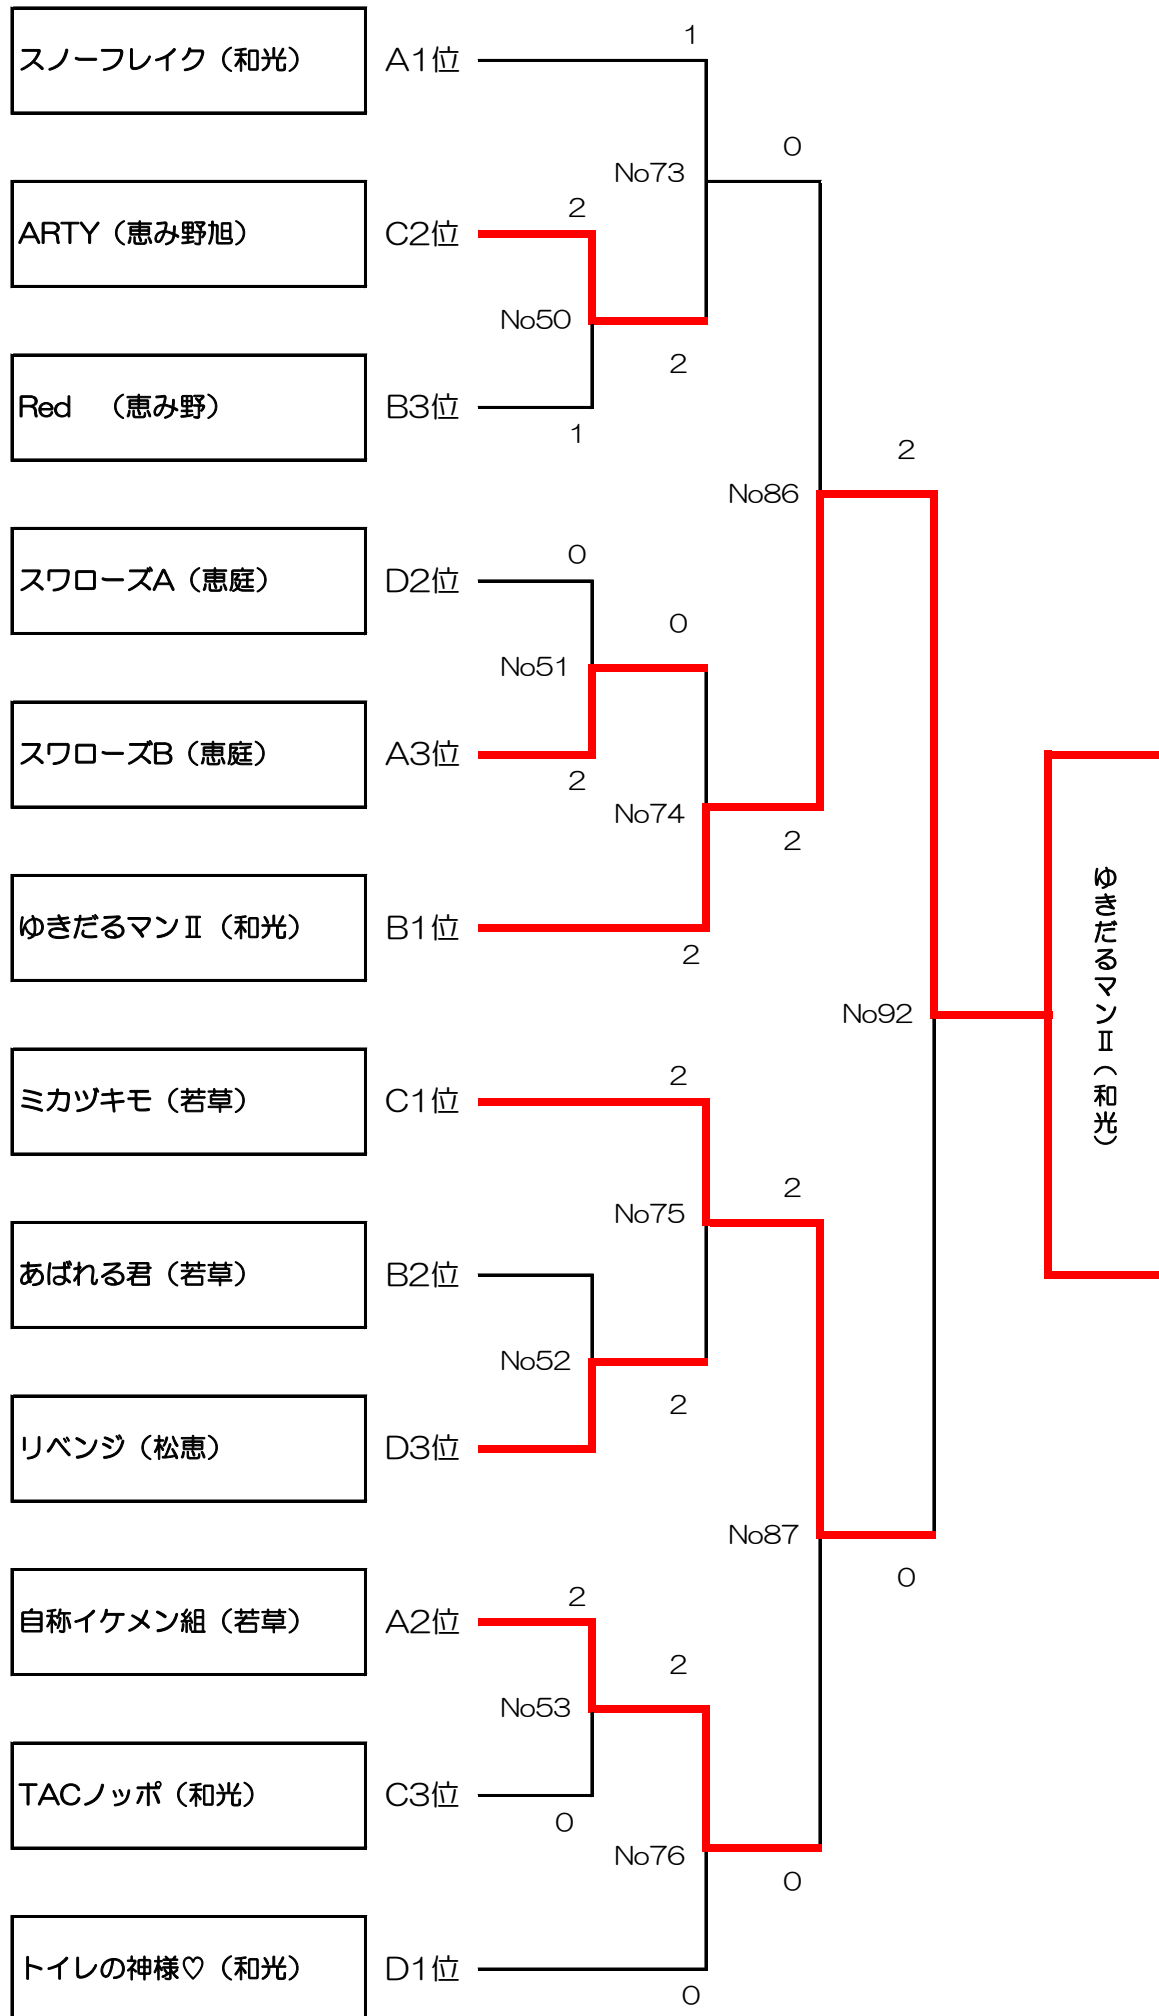 1
スノーフレイク（和光） A1位
0
No73
2
ARTY（恵み野旭） C2位
No50
2
Red　（恵み野） B3位
1
2
No86
0
スワローズA（恵庭） D2位
0
No51
スワローズB（恵庭） A3位
2
No74
2
ゆきだるマンⅡ（和光）
ゆきだるマンⅡ（和光） B1位
2
No92
2
ミカヅキモ（若草） C1位
2
No75
あばれる君（若草） B2位
No52
2
リベンジ（松恵） D3位
No87
0
2
自称イケメン組（若草） A2位
2
No53
TACノッポ（和光） C3位
0
No76
0
トイレの神様♡（和光） D1位
0